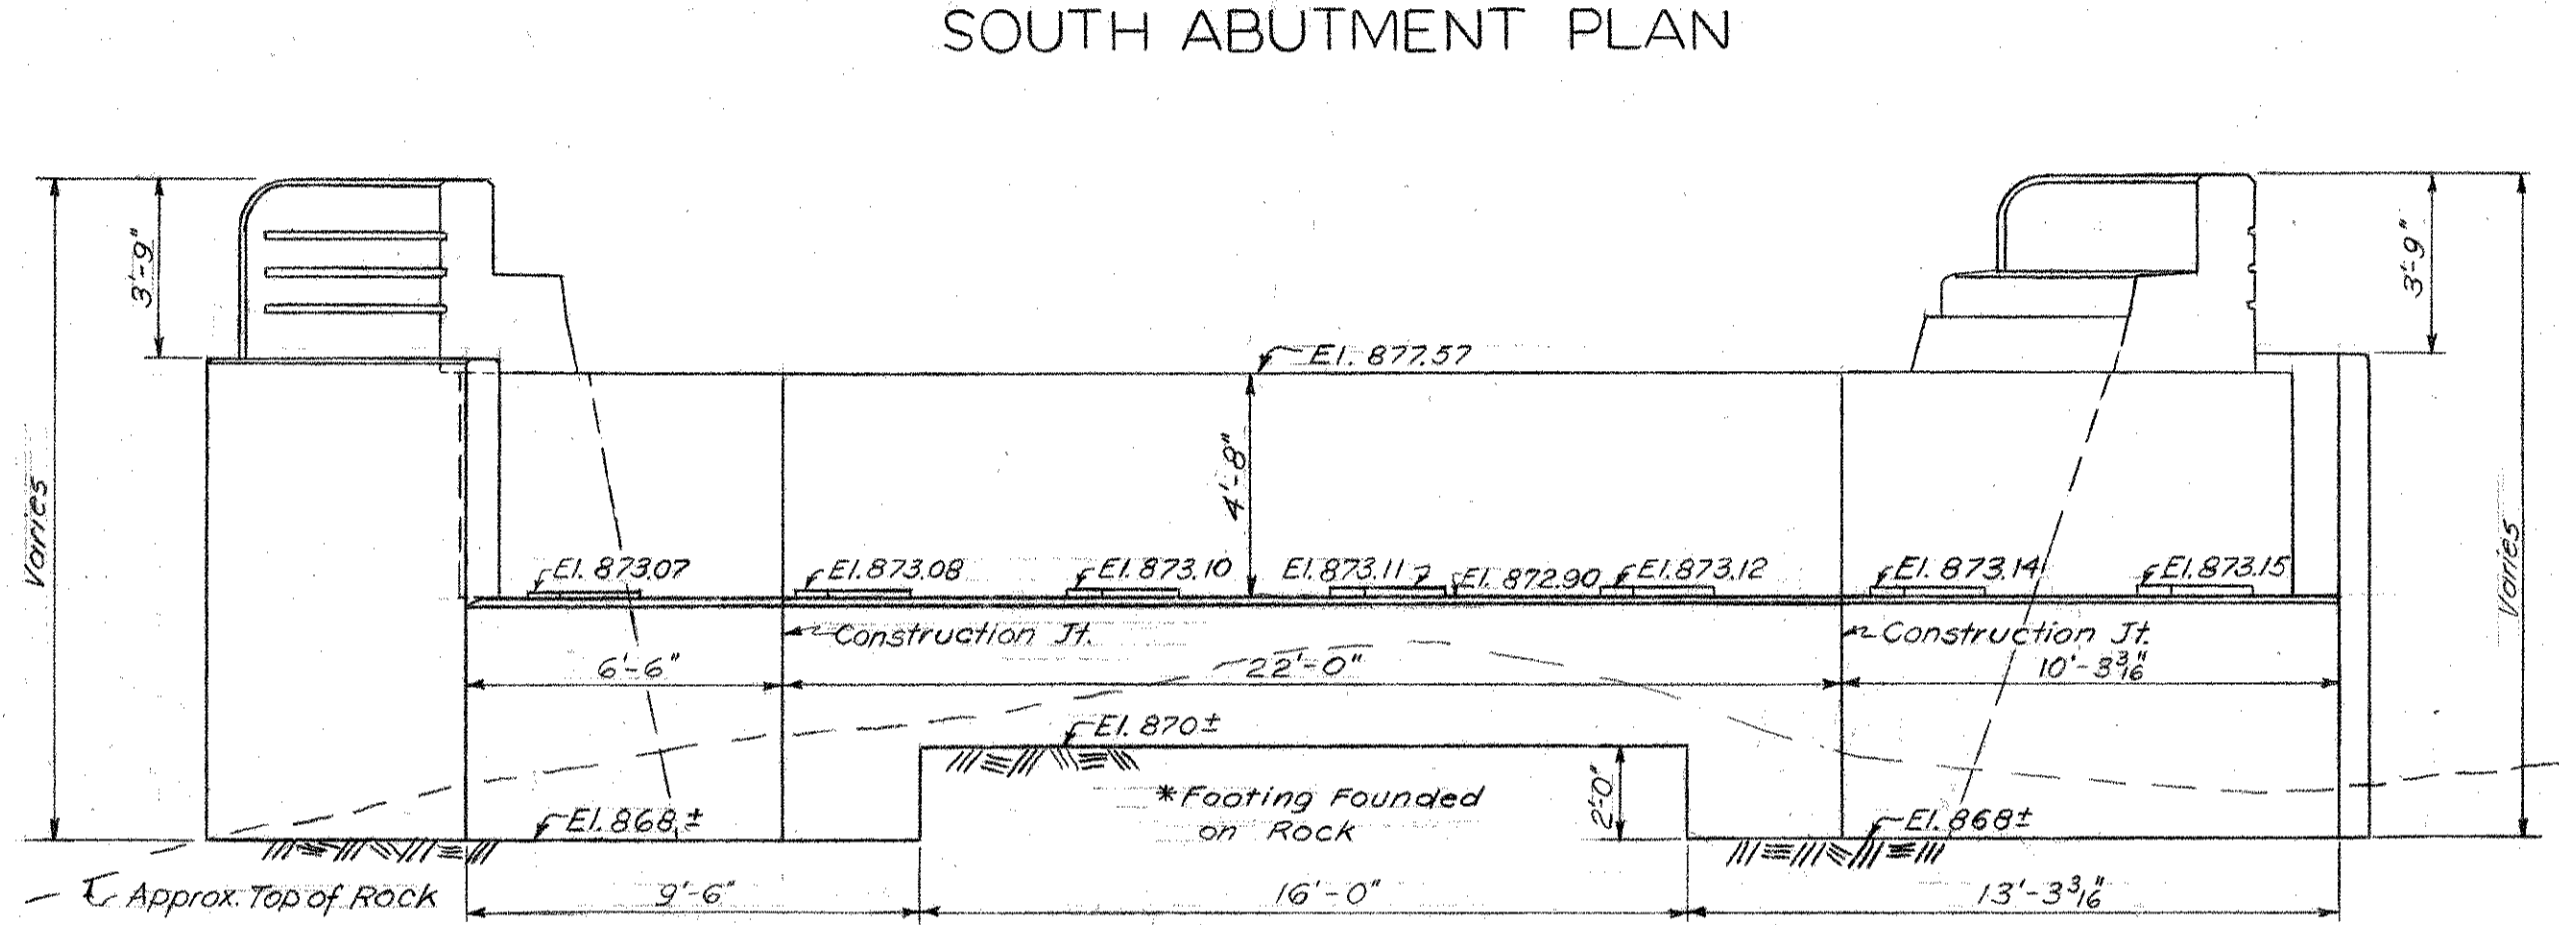 SOUTH ABUTMENT PLAN
3'-9"
3'-9"
El. 877.57
4'-8"
Varies
Varies
El. 873.07
El. 873.08
El. 873.10
El. 873.11
El. 872.90
El. 873.12
El. 873.14
El. 873.15
Construction Jt.
Construction Jt.
6'-6"
22'-0"
10'-3 3/16"
El. 870±
*Footing Founded
on Rock
2'-0"
El. 868±
El. 868±
Approx. Top of Rock
9'-6"
16'-0"
13'-3 3/16"